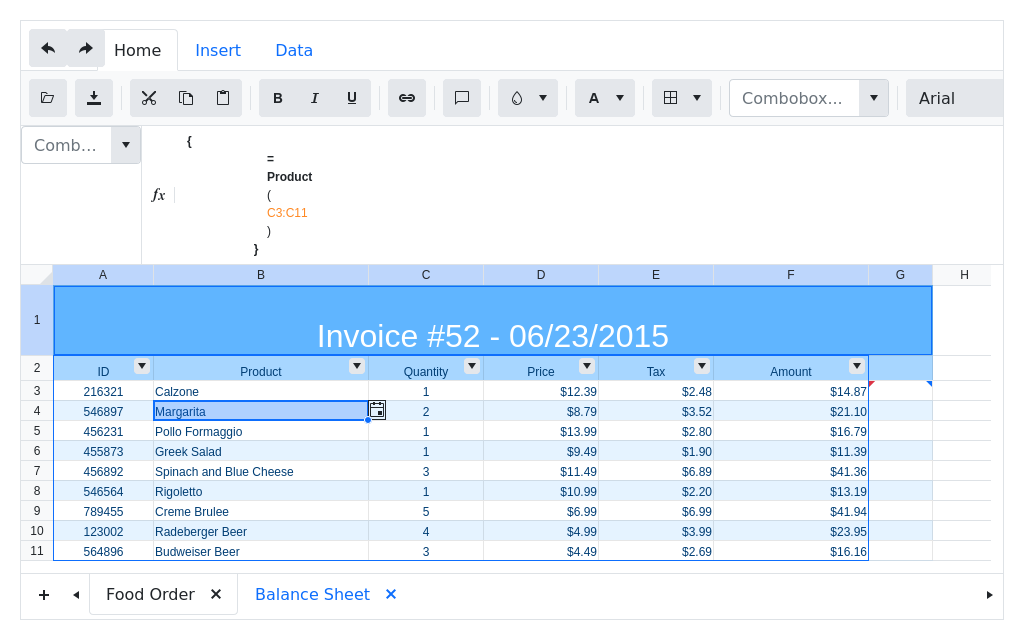 Home Insert Data
B I U A Combobox... Arial
Comb...
{
=
Product
fx (
C3:C11
)
}
A B C D E F G H
1 Invoice #52 - 06/23/2015
2 ID Product Quantity Price Tax Amount
3 216321 Calzone 1 $12.39 $2.48 $14.87
4 546897 Margarita 2 $8.79 $3.52 $21.10
5 456231 Pollo Formaggio 1 $13.99 $2.80 $16.79
6 455873 Greek Salad 1 $9.49 $1.90 $11.39
7 456892 Spinach and Blue Cheese 3 $11.49 $6.89 $41.36
8 546564 Rigoletto 1 $10.99 $2.20 $13.19
9 789455 Creme Brulee 5 $6.99 $6.99 $41.94
10 123002 Radeberger Beer 4 $4.99 $3.99 $23.95
11 564896 Budweiser Beer 3 $4.49 $2.69 $16.16
Food Order Balance Sheet